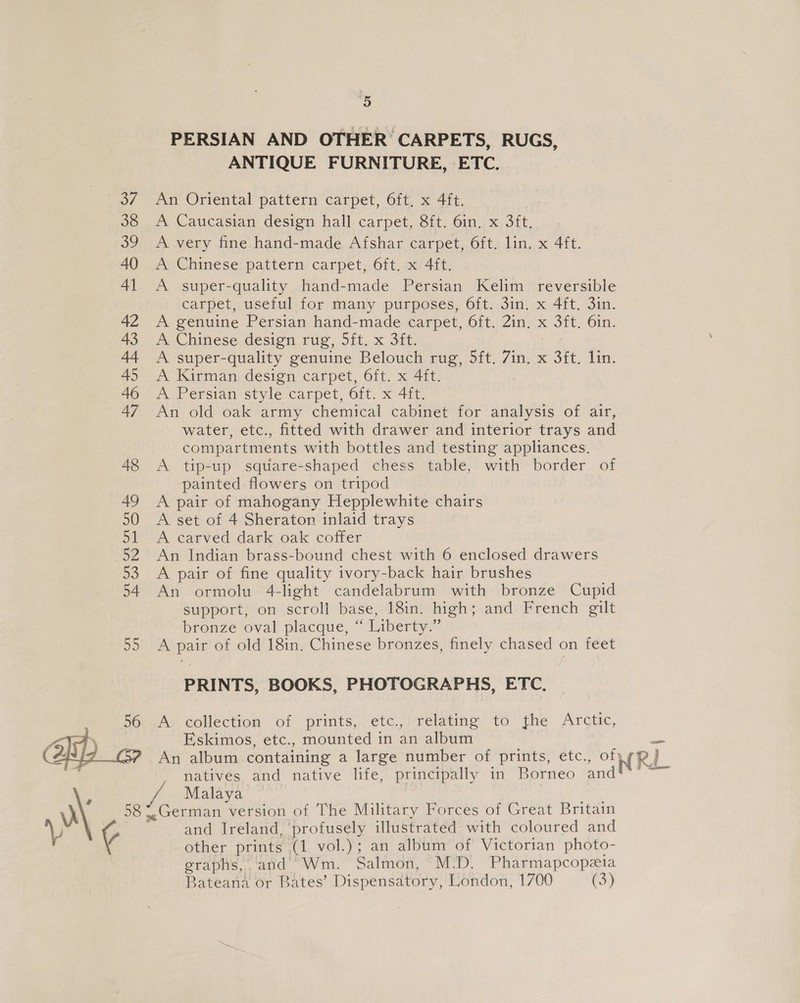 5
PERSIAN AND OTHER CARPETS, RUGS,
ANTIQUE FURNITURE, ETC.
37 An Oriental pattern carpet, 6ft. x 4ft.
38 A Caucasian design hall carpet, 8ft. 6in. x 3ft.
39 A very fine hand-made Afshar carpet, 6ft. 1in. x 4ft.
40 A Chinese pattern carpet, 6ft. x 4ft.
41 A super-quality hand-made Persian Kelim reversible
carpet, useful for many purposes, 6ft. 3in. x 4ft. 3in.
42 A genuine Persian hand-made carpet, 6ft. 2in. x 3ft. 6in.
43 A Chinese design rug, 5ft. x 3ft.
44 A super-quality genuine Belouch rug, 5ft. 7in. x 3ft. 1in.
45 A Kirman design carpet, 6ft. x 4ft.
46 A Persian style carpet, 6ft. x 4ft.
47 An old oak army chemical cabinet for analysis of air,
water, etc., fitted with drawer and interior trays and
compartments with bottles and testing appliances.
48 A tip-up square-shaped chess table, with border of
painted flowers on tripod
49 A pair of mahogany Hepplewhite chairs
50 A set of 4 Sheraton inlaid trays
51 A carved dark oak coffer
52 An Indian brass-bound chest with 6 enclosed drawers
53 A pair of fine quality ivory-back hair brushes
54 An ormolu 4-light candelabrum with bronze Cupid
support, on scroll base, 18in. high; and French gilt
bronze oval placque, “ Liberty.”
55 A pair of old 18in. Chinese bronzes, finely chased on feet
PRINTS, BOOKS, PHOTOGRAPHS, ETC.
56 A collection of prints, etc., relating to the Arctic,
Eskimos, etc., mounted in an album
57 An album containing a large number of prints, etc., of
natives and native life, principally in Borneo and
Malaya
58 German version of The Military Forces of Great Britain
and Ireland, profusely illustrated with coloured and
other prints (1 vol.); an album of Victorian photo-
graphs, and Wm. Salmon, M.D. Pharmapcopæia
Bateana or Bates’ Dispensatory, London, 1700 (3)